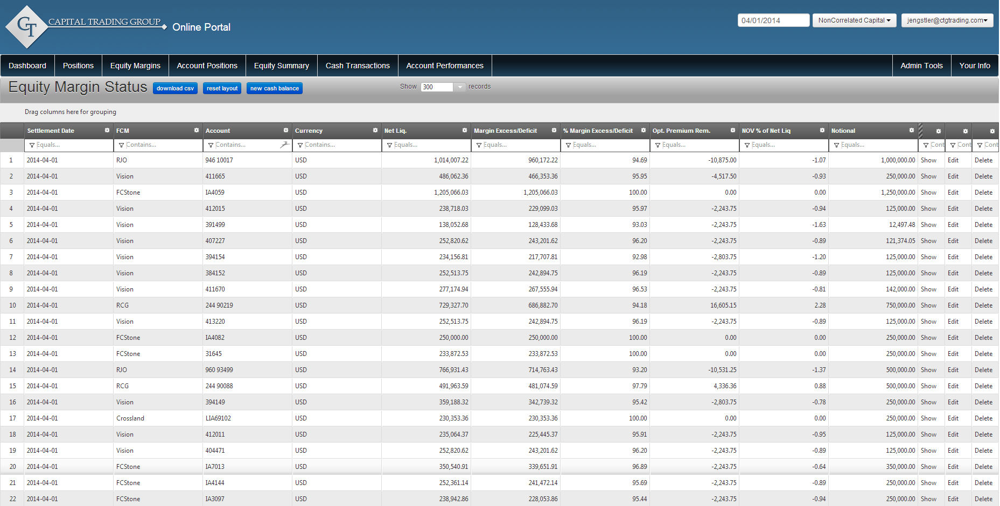 CT CAPITAL TRADING GROUP Online Portal 04/01/2014 NonCorrelated Capital jengstler@ctgtrading.com
Dashboard Positions Equity Margins Account Positions Equity Summary Cash Transactions Account Performances Admin Tools Your Info
Equity Margin Status download csv reset layout new cash balance Show 300 records
Drag columns here for grouping
Settlement Date FCM Account Currency Net Liq. Margin Excess/Deficit % Margin Excess/Deficit Opt. Premium Rem. NOV % of Net Liq Notional
Equals... Contains... Contains... Contains... Equals... Equals... Equals... Equals... Equals... Equals... Cont Cont Cont
1 2014-04-01 RJO 946 10017 USD 1,014,007.22 960,172.22 94.69 -10,875.00 -1.07 1,000,000.00 Show Edit Delete
2 2014-04-01 Vision 411665 USD 486,062.36 466,353.36 95.95 -4,517.50 -0.93 250,000.00 Show Edit Delete
3 2014-04-01 FCStone IA4059 USD 1,205,066.03 1,205,066.03 100.00 0.00 0.00 1,250,000.00 Show Edit Delete
4 2014-04-01 Vision 412015 USD 238,718.03 229,099.03 95.97 -2,243.75 -0.94 125,000.00 Show Edit Delete
5 2014-04-01 Vision 391499 USD 138,052.68 128,433.68 93.03 -2,243.75 -1.63 12,497.48 Show Edit Delete
6 2014-04-01 Vision 407227 USD 252,820.62 243,201.62 96.20 -2,243.75 -0.89 121,374.05 Show Edit Delete
7 2014-04-01 Vision 394154 USD 234,156.81 217,707.81 92.98 -2,803.75 -1.20 125,000.00 Show Edit Delete
8 2014-04-01 Vision 384152 USD 252,513.75 242,894.75 96.19 -2,243.75 -0.89 125,000.00 Show Edit Delete
9 2014-04-01 Vision 411670 USD 277,174.94 267,555.94 96.53 -2,243.75 -0.81 142,000.00 Show Edit Delete
10 2014-04-01 RCG 244 90219 USD 729,327.70 686,882.70 94.18 16,605.15 2.28 750,000.00 Show Edit Delete
11 2014-04-01 Vision 413220 USD 252,513.75 242,894.75 96.19 -2,243.75 -0.89 125,000.00 Show Edit Delete
12 2014-04-01 FCStone IA4082 USD 250,000.00 250,000.00 100.00 0.00 0.00 250,000.00 Show Edit Delete
13 2014-04-01 FCStone 31645 USD 233,872.53 233,872.53 100.00 0.00 0.00 250,000.00 Show Edit Delete
14 2014-04-01 RJO 960 93499 USD 766,931.43 714,763.43 93.20 -10,531.25 -1.37 500,000.00 Show Edit Delete
15 2014-04-01 RCG 244 90088 USD 491,963.59 481,074.59 97.79 4,336.36 0.88 500,000.00 Show Edit Delete
16 2014-04-01 Vision 394149 USD 359,188.32 342,739.32 95.42 -2,803.75 -0.78 250,000.00 Show Edit Delete
17 2014-04-01 Crossland LIA69102 USD 230,353.36 230,353.36 100.00 0.00 0.00 250,000.00 Show Edit Delete
18 2014-04-01 Vision 412011 USD 235,064.37 225,445.37 95.91 -2,243.75 -0.95 125,000.00 Show Edit Delete
19 2014-04-01 Vision 404471 USD 252,820.62 243,201.62 96.20 -2,243.75 -0.89 125,000.00 Show Edit Delete
20 2014-04-01 FCStone IA7013 USD 350,540.91 339,651.91 96.89 -2,243.75 -0.64 350,000.00 Show Edit Delete
21 2014-04-01 FCStone IA4144 USD 252,361.14 241,472.14 95.69 -2,243.75 -0.89 250,000.00 Show Edit Delete
22 2014-04-01 FCStone IA3097 USD 238,942.86 228,053.86 95.44 -2,243.75 -0.94 250,000.00 Show Edit Delete